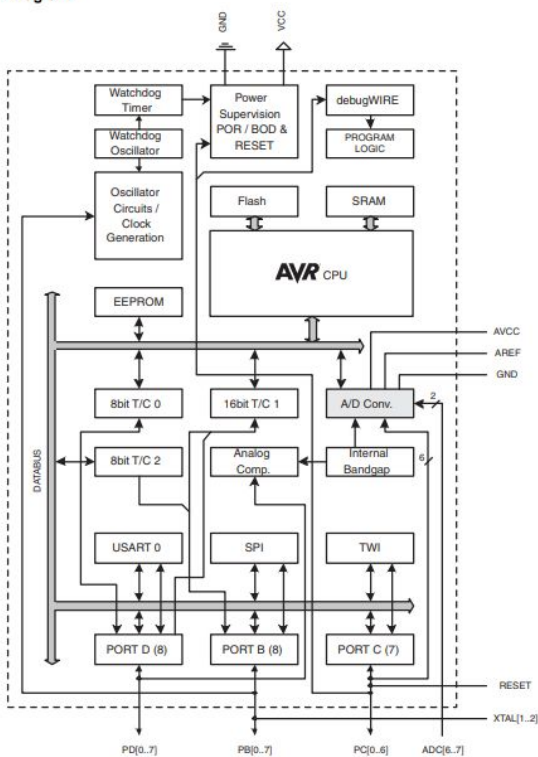 GND
VCC
Watchdog
Timer
Power
Supervision
POR / BOD &
RESET
debugWIRE
Watchdog
Oscillator
PROGRAM
LOGIC
Oscillator
Circuits /
Clock
Generation
Flash
SRAM
AVR CPU
EEPROM
AVCC
AREF
GND
8bit T/C 0
16bit T/C 1
A/D Conv.
2
DATABUS
8bit T/C 2
Analog
Comp.
Internal
Bandgap
6
USART 0
SPI
TWI
PORT D (8)
PORT B (8)
PORT C (7)
RESET
XTAL[1..2]
PD[0..7]
PB[0..7]
PC[0..6]
ADC[6..7]